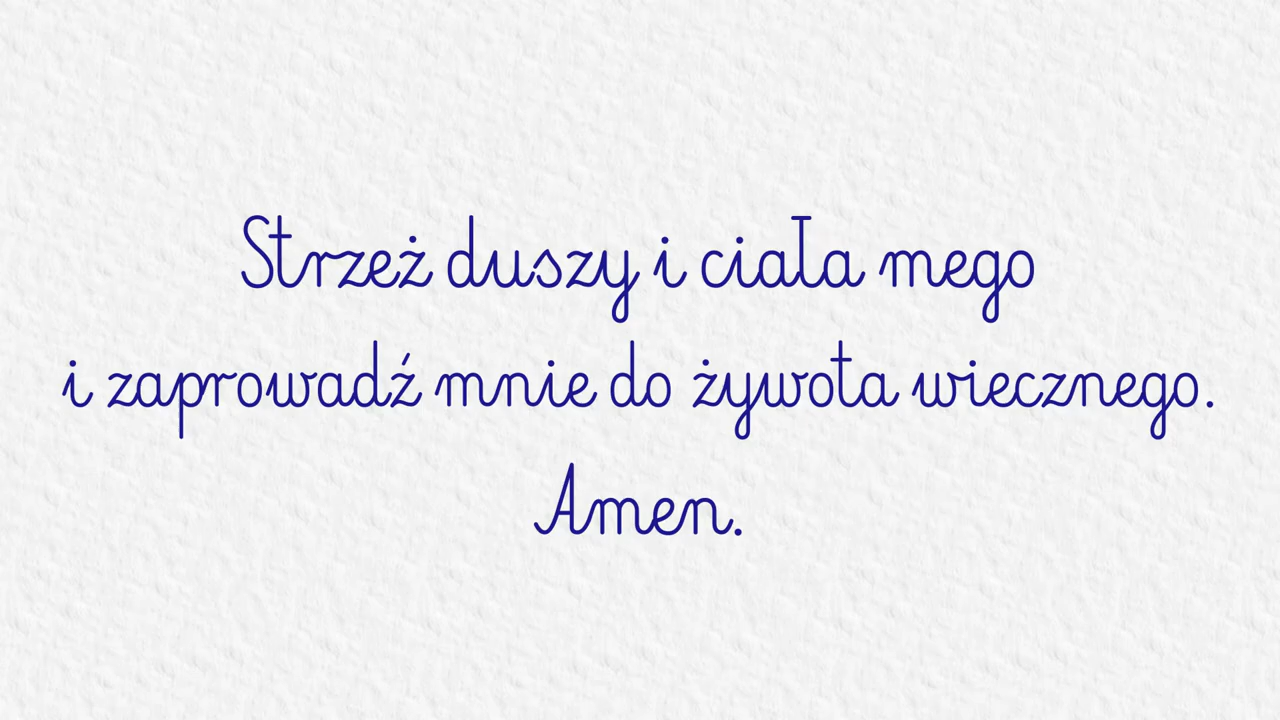 Strzeż duszy i ciała mego
i zaprowadź mnie do żywota wiecznego.
Amen.